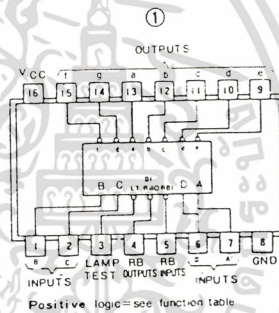 1
OUTPUTS
VCC f g a b c d e
16 15 14 13 12 11 10 9
B C D A
1 2 3 4 5 6 7 8
B C LAMP RB RB D A GND
TEST OUTPUTS INPUTS
INPUTS INPUTS
Positive logic = see function table